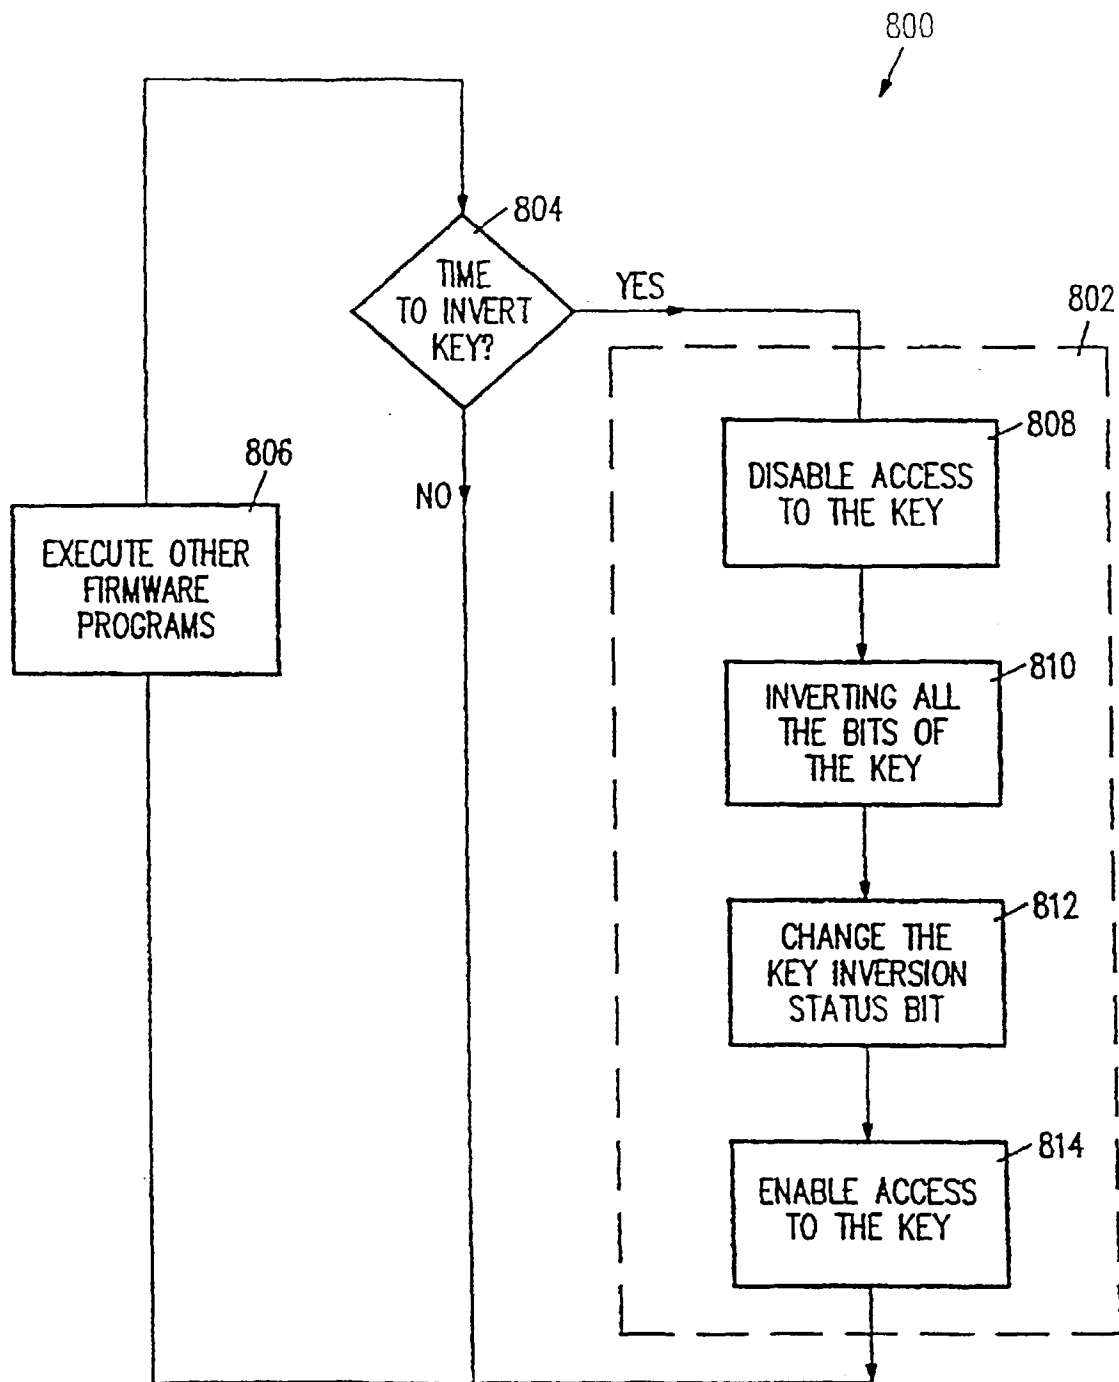 800
804
TIME
TO INVERT
KEY?
YES
802
808
DISABLE ACCESS
TO THE KEY
806
NO
EXECUTE OTHER
FIRMWARE
PROGRAMS
810
INVERTING ALL
THE BITS OF
THE KEY
812
CHANGE THE
KEY INVERSION
STATUS BIT
814
ENABLE ACCESS
TO THE KEY